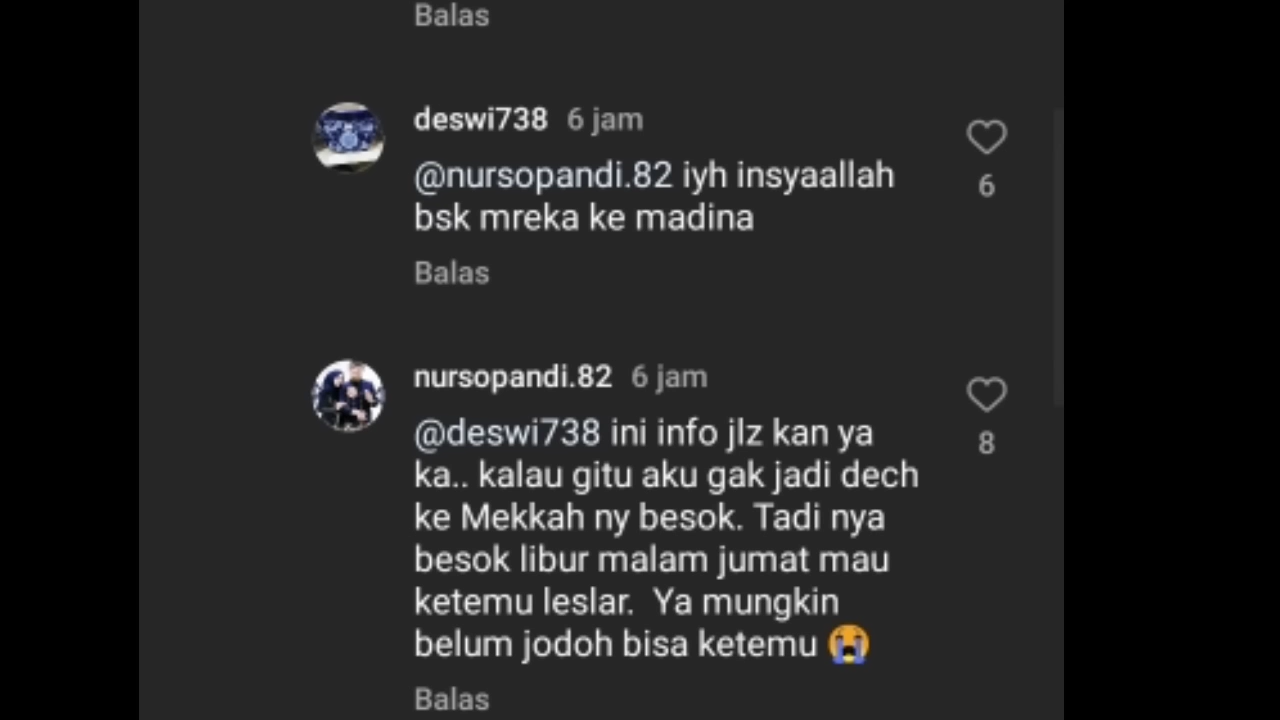 Balas
deswi738 6 jam
@nursopandi.82 iyh insyaallah
bsk mreka ke madina
6
Balas
nursopandi.82 6 jam
@deswi738 ini info jlz kan ya
ka.. kalau gitu aku gak jadi dech
ke Mekkah ny besok. Tadi nya
besok libur malam jumat mau
ketemu leslar. Ya mungkin
belum jodoh bisa ketemu 😭
8
Balas